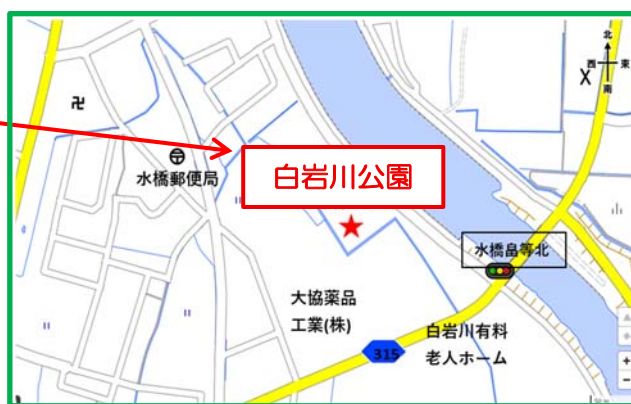 北
西 東
南
水橋郵便局
白岩川公園
水橋畠等北
大協薬品
工業(株)
315
白岩川有料
老人ホーム